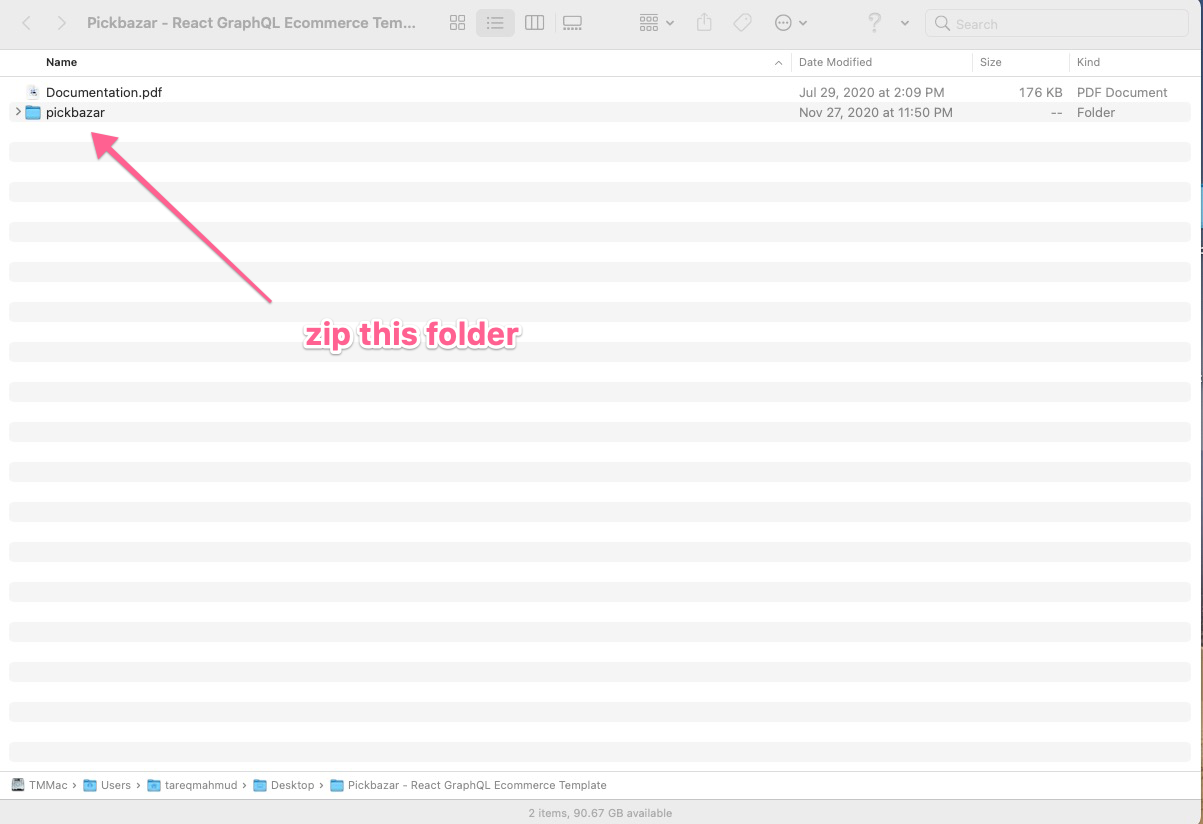 Pickbazar - React GraphQL Ecommerce Tem... Search
Name Date Modified Size Kind
Documentation.pdf Jul 29, 2020 at 2:09 PM 176 KB PDF Document
pickbazar Nov 27, 2020 at 11:50 PM -- Folder
zip this folder
TMMac › Users › tareqmahmud › Desktop › Pickbazar - React GraphQL Ecommerce Template
2 items, 90.67 GB available